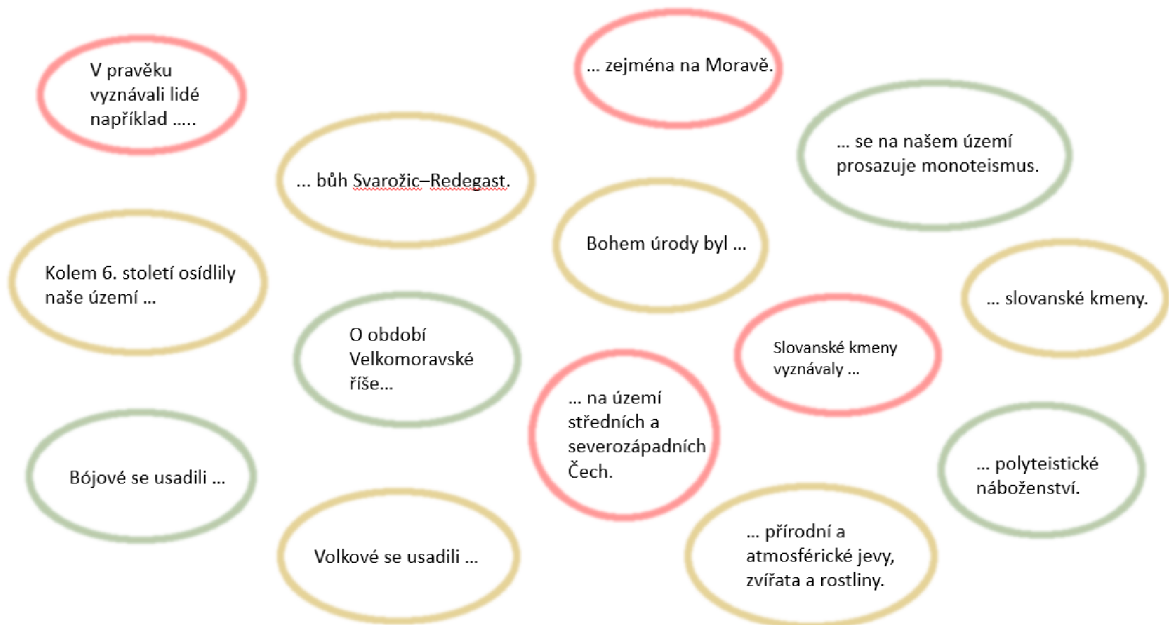 V pravěku
vyznávali lidé
například .....
... zejména na Moravě.
... se na našem území
prosazuje monoteismus.
... bůh Svarožic–Redegast.
Bohem úrody byl ...
Kolem 6. století osídlily
naše území ...
... slovanské kmeny.
O období
Velkomoravské
říše...
Slovanské kmeny
vyznávaly ...
... na území
středních a
severozápadních
Čech.
Bójové se usadili ...
... polyteistické
náboženství.
Volkové se usadili ...
... přírodní a
atmosférické jevy,
zvířata a rostliny.